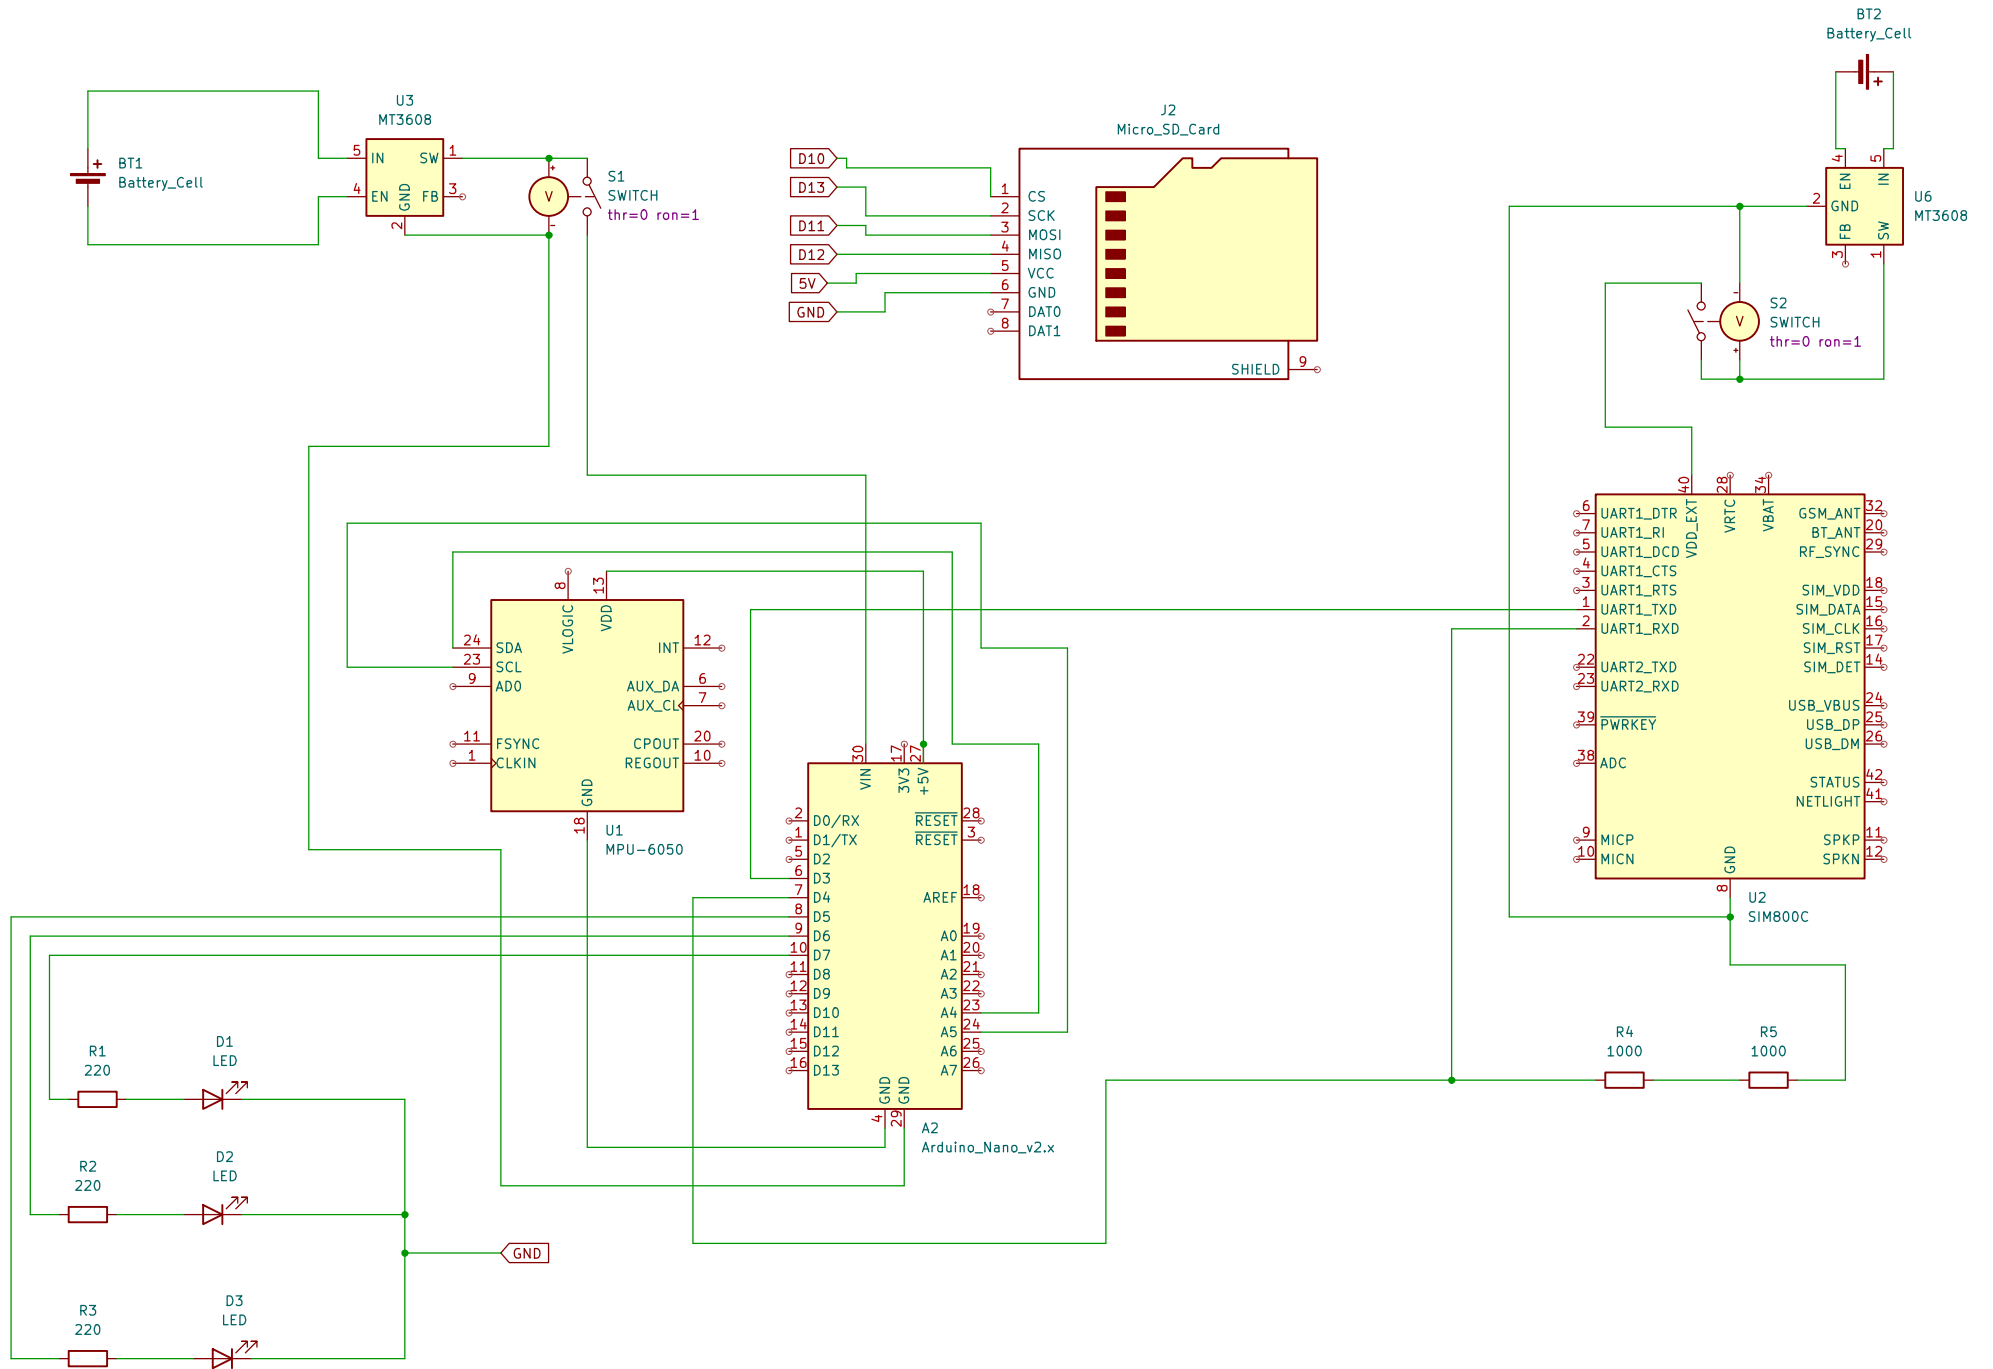 BT2
Battery_Cell
+
4
5
EN
IN
2
GND
FB
SW
3
1
U6
MT3608
U3
MT3608
5
IN
SW
1
4
EN
GND
FB
3
2
+
BT1
Battery_Cell
+
V
-
S1
SWITCH
thr=0 ron=1
J2
Micro_SD_Card
D10
D13
D11
D12
5V
GND
1 CS
2 SCK
3 MOSI
4 MISO
5 VCC
6 GND
7 DAT0
8 DAT1
SHIELD 9
-
V
+
S2
SWITCH
thr=0 ron=1
40
28
34
VDD_EXT
VRTC
VBAT
6 UART1_DTR
7 UART1_RI
5 UART1_DCD
4 UART1_CTS
3 UART1_RTS
1 UART1_TXD
2 UART1_RXD
22 UART2_TXD
23 UART2_RXD
39 PWRKEY
38 ADC
9 MICP
10 MICN
GSM_ANT 32
BT_ANT 20
RF_SYNC 29
SIM_VDD 18
SIM_DATA 15
SIM_CLK 16
SIM_RST 17
SIM_DET 14
USB_VBUS 24
USB_DP 25
USB_DM 26
STATUS 42
NETLIGHT 41
SPKP 11
SPKN 12
GND
8
U2
SIM800C
8
13
VLOGIC
VDD
24 SDA
23 SCL
9 AD0
11 FSYNC
1 CLKIN
INT 12
AUX_DA 6
AUX_CL 7
CPOUT 20
REGOUT 10
GND
18
U1
MPU-6050
30
17
27
VIN
3V3
+5V
2 D0/RX
1 D1/TX
5 D2
6 D3
7 D4
8 D5
9 D6
10 D7
11 D8
12 D9
13 D10
14 D11
15 D12
16 D13
RESET 28
RESET 3
AREF 18
A0 19
A1 20
A2 21
A3 22
A4 23
A5 24
A6 25
A7 26
GND
GND
4
29
A2
Arduino_Nano_v2.x
R4
1000
R5
1000
R1
220
D1
LED
R2
220
D2
LED
GND
R3
220
D3
LED